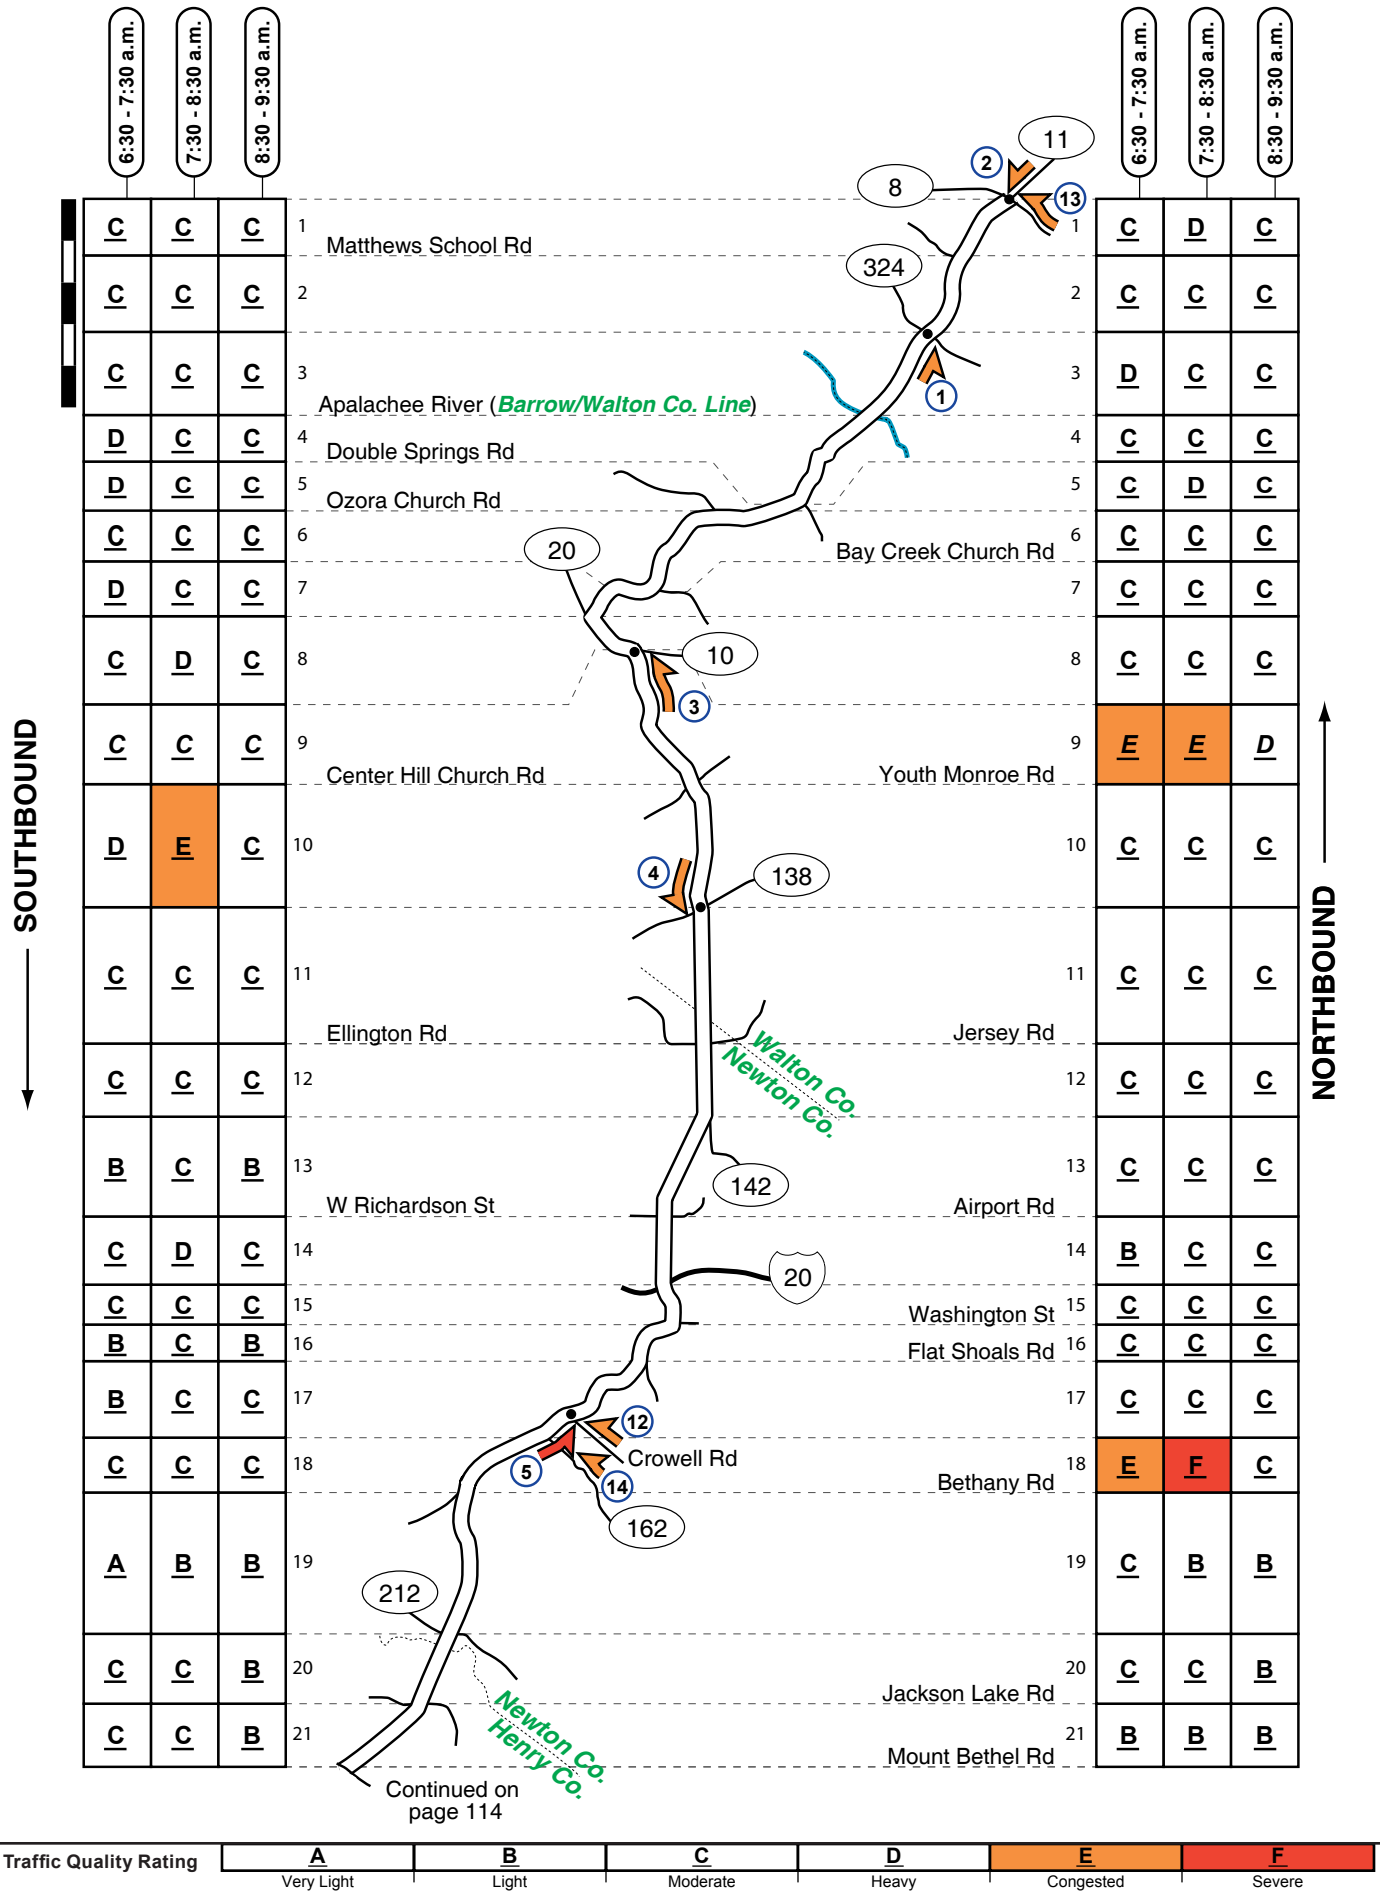 6:30 - 7:30 a.m.
7:30 - 8:30 a.m.
8:30 - 9:30 a.m.
6:30 - 7:30 a.m.
7:30 - 8:30 a.m.
8:30 - 9:30 a.m.
11
2
8
13
C C C 1 Matthews School Rd 1 C D C
324
C C C 2 2 C C C
C C C 3 3 D C C
1
Apalachee River (Barrow/Walton Co. Line)
D C C 4 Double Springs Rd 4 C C C
D C C 5 Ozora Church Rd 5 C D C
C C C 6 Bay Creek Church Rd 6 C C C
20
D C C 7 7 C C C
C D C 8 10 8 C C C
3
C C C 9 9 E E D
Center Hill Church Rd Youth Monroe Rd
D E C 10 10 C C C
4
138
C C C 11 11 C C C
Ellington Rd Jersey Rd
Walton Co.
Newton Co.
C C C 12 12 C C C
B C B 13 13 C C C
142
W Richardson St Airport Rd
C D C 14 14 B C C
20
C C C 15 Washington St 15 C C C
B C B 16 Flat Shoals Rd 16 C C C
B C C 17 17 C C C
12
Crowell Rd
C C C 18 18 E F C
5
14
Bethany Rd
162
A B B 19 19 C B B
212
C C B 20 20 C C B
Jackson Lake Rd
Newton Co.
Henry Co.
C C B 21 21 B B B
Mount Bethel Rd
Continued on
page 114
SOUTHBOUND
NORTHBOUND
Traffic Quality Rating A B C D E F
Very Light Light Moderate Heavy Congested Severe